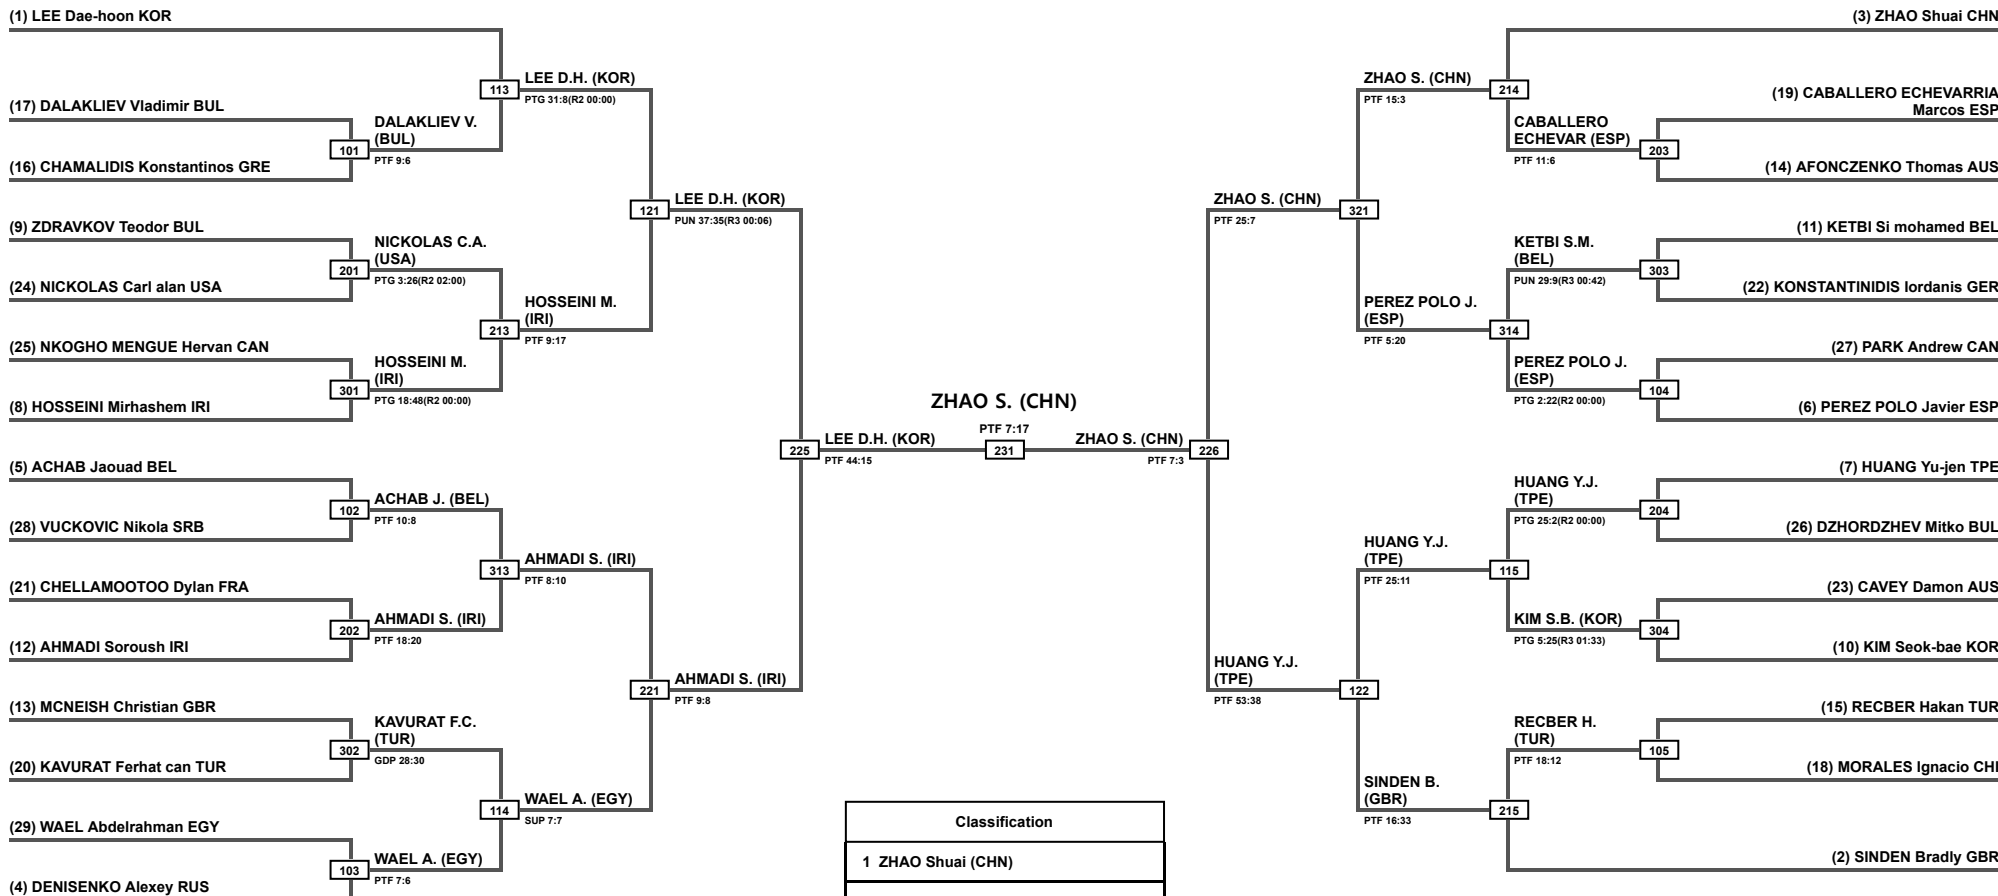 (1) LEE Dae-hoon KOR
(17) DALAKLIEV Vladimir BUL
(16) CHAMALIDIS Konstantinos GRE
(9) ZDRAVKOV Teodor BUL
(24) NICKOLAS Carl alan USA
(25) NKOGHO MENGUE Hervan CAN
(8) HOSSEINI Mirhashem IRI
(5) ACHAB Jaouad BEL
(28) VUCKOVIC Nikola SRB
(21) CHELLAMOOTOO Dylan FRA
(12) AHMADI Soroush IRI
(13) MCNEISH Christian GBR
(20) KAVURAT Ferhat can TUR
(29) WAEL Abdelrahman EGY
(4) DENISENKO Alexey RUS
101
DALAKLIEV V.
(BUL)
PTF 9:6
201
NICKOLAS C.A.
(USA)
PTG 3:26(R2 02:00)
301
HOSSEINI M.
(IRI)
PTG 18:48(R2 00:00)
102
ACHAB J. (BEL)
PTF 10:8
202
AHMADI S. (IRI)
PTF 18:20
302
KAVURAT F.C.
(TUR)
GDP 28:30
103
WAEL A. (EGY)
PTF 7:6
113
LEE D.H. (KOR)
PTG 31:8(R2 00:00)
213
HOSSEINI M.
(IRI)
PTF 9:17
313
AHMADI S. (IRI)
PTF 8:10
114
WAEL A. (EGY)
SUP 7:7
121
LEE D.H. (KOR)
PUN 37:35(R3 00:06)
221
AHMADI S. (IRI)
PTF 9:8
225
LEE D.H. (KOR)
PTF 44:15
ZHAO S. (CHN)
PTF 7:17
231
ZHAO S. (CHN)
PTF 7:3
226
ZHAO S. (CHN)
PTF 25:7
321
HUANG Y.J.
(TPE)
PTF 53:38
122
ZHAO S. (CHN)
PTF 15:3
214
PEREZ POLO J.
(ESP)
PTF 5:20
314
HUANG Y.J.
(TPE)
PTF 25:11
115
SINDEN B.
(GBR)
PTF 16:33
215
CABALLERO
ECHEVAR (ESP)
PTF 11:6
203
KETBI S.M.
(BEL)
PUN 29:9(R3 00:42)
303
PEREZ POLO J.
(ESP)
PTG 2:22(R2 00:00)
104
HUANG Y.J.
(TPE)
PTG 25:2(R2 00:00)
204
KIM S.B. (KOR)
PTG 5:25(R3 01:33)
304
RECBER H.
(TUR)
PTF 18:12
105
(3) ZHAO Shuai CHN
(19) CABALLERO ECHEVARRIA
Marcos ESP
(14) AFONCZENKO Thomas AUS
(11) KETBI Si mohamed BEL
(22) KONSTANTINIDIS Iordanis GER
(27) PARK Andrew CAN
(6) PEREZ POLO Javier ESP
(7) HUANG Yu-jen TPE
(26) DZHORDZHEV Mitko BUL
(23) CAVEY Damon AUS
(10) KIM Seok-bae KOR
(15) RECBER Hakan TUR
(18) MORALES Ignacio CHI
(2) SINDEN Bradly GBR
Classification
1 ZHAO Shuai (CHN)